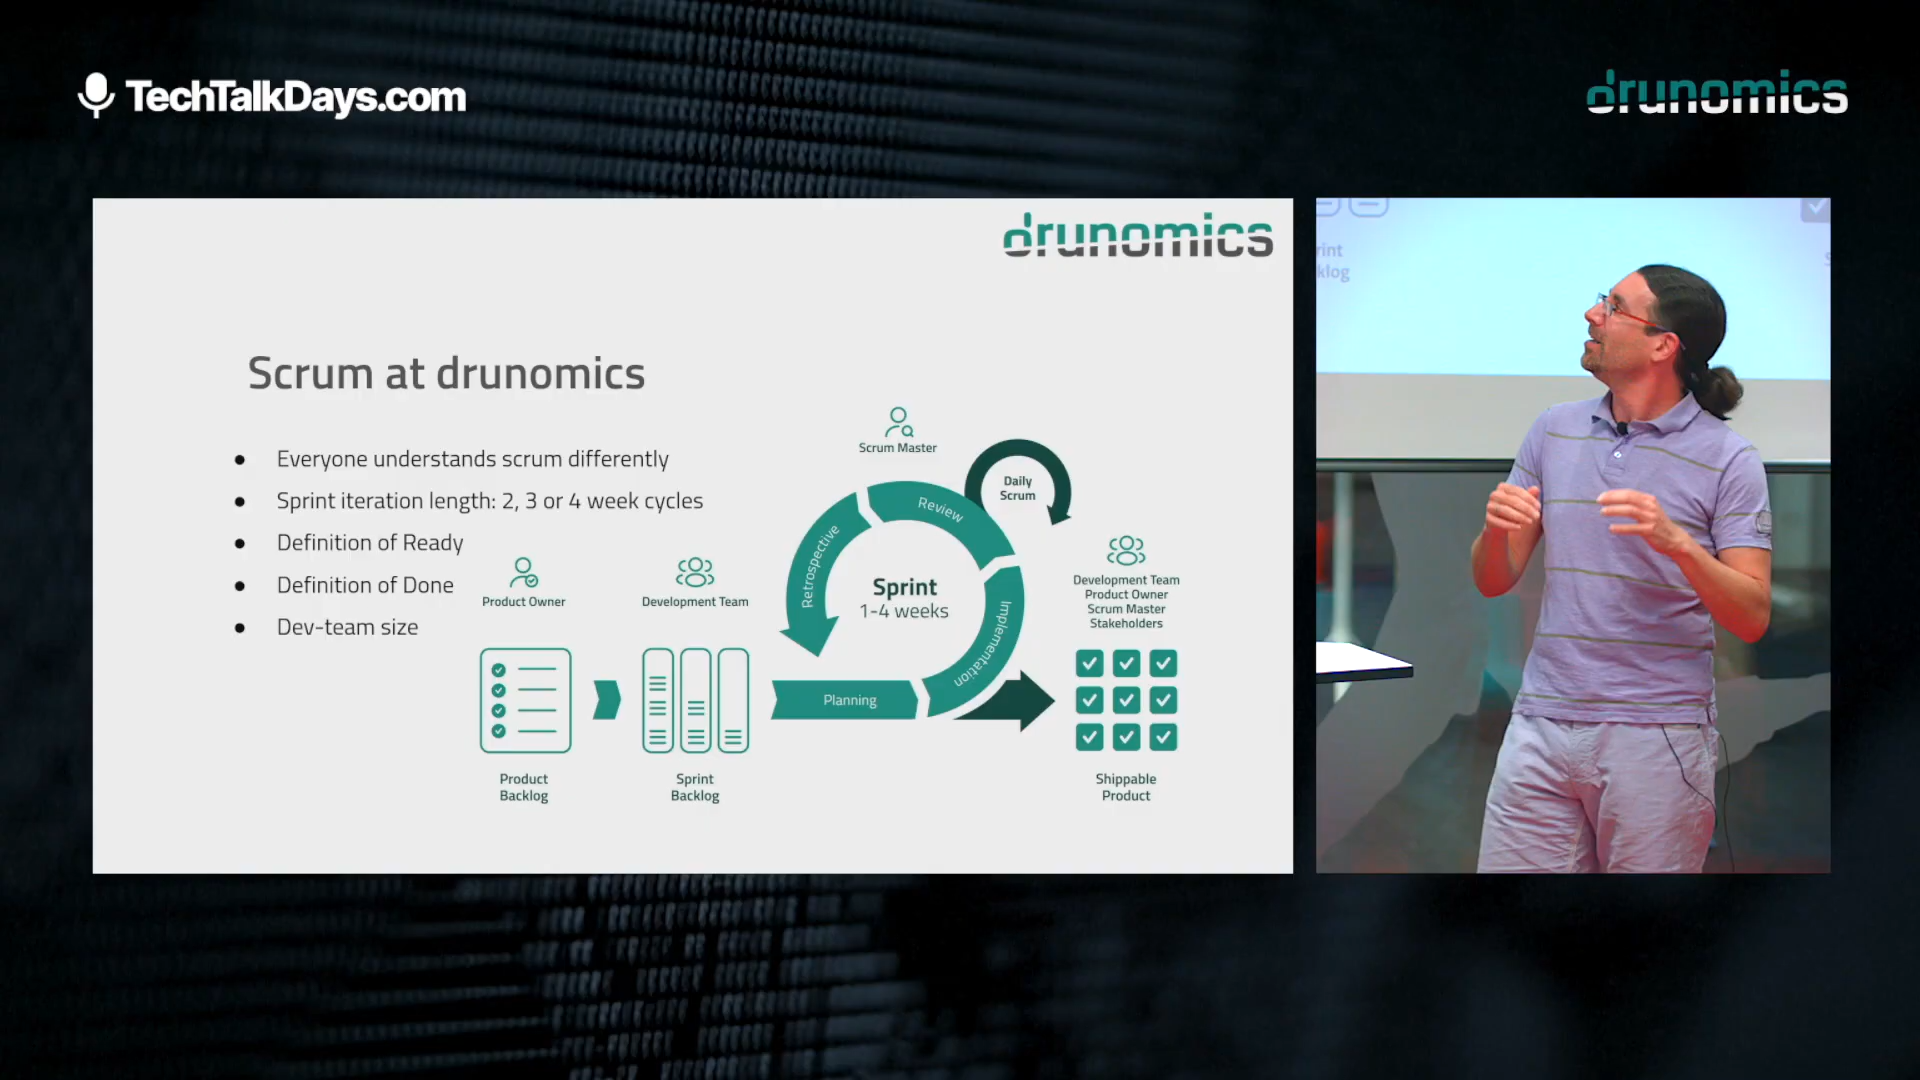 TechTalkDays.com
drunomics
drunomics
Scrum at drunomics
Everyone understands scrum differently
Sprint iteration length: 2, 3 or 4 week cycles
Definition of Ready
Definition of Done
Dev-team size
Product Owner
Development Team
Product
Backlog
Sprint
Backlog
Scrum Master
Daily
Scrum
Review
Retrospective
Sprint
1-4 weeks
Implementation
Planning
Development Team
Product Owner
Scrum Master
Stakeholders
Shippable
Product
rint
klog